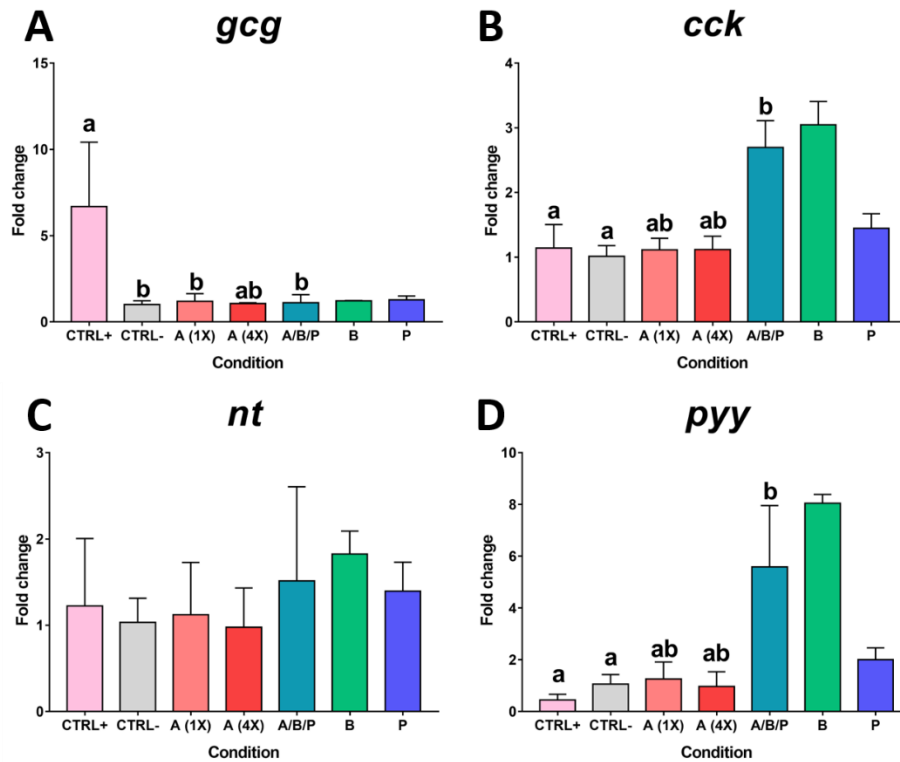 A
gcg
Fold change
15
10
5
0
a
b
b
ab
b
CTRL+ CTRL- A (1X) A (4X) A/B/P B P
Condition
B
cck
Fold change
4
3
2
1
0
a
a
ab
ab
b
CTRL+ CTRL- A (1X) A (4X) A/B/P B P
Condition
C
nt
Fold change
3
2
1
0
CTRL+ CTRL- A (1X) A (4X) A/B/P B P
Condition
D
pyy
Fold change
10
8
6
4
2
0
a
a
ab
ab
b
CTRL+ CTRL- A (1X) A (4X) A/B/P B P
Condition